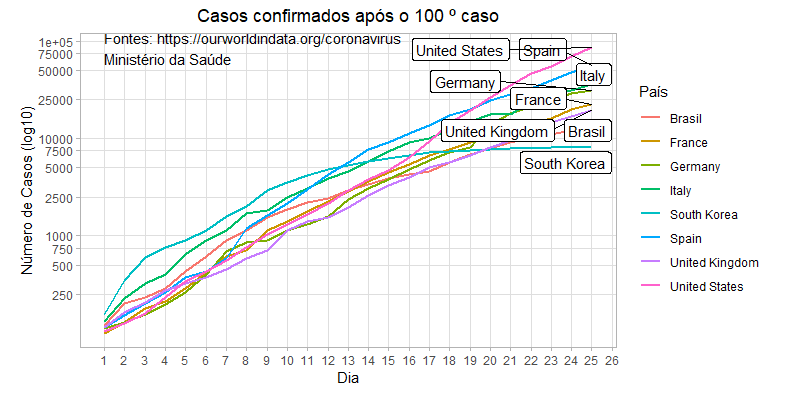 Casos confirmados após o 100 º caso
Fontes: https://ourworldindata.org/coronavirus
Ministério da Saúde
Número de Casos (log10)
1e+05
75000
50000
25000
10000
7500
5000
2500
1000
750
500
250
United States
Spain
Italy
Germany
France
United Kingdom
Brasil
South Korea
1 2 3 4 5 6 7 8 9 10 11 12 13 14 15 16 17 18 19 20 21 22 23 24 25 26
Dia
País
Brasil
France
Germany
Italy
South Korea
Spain
United Kingdom
United States